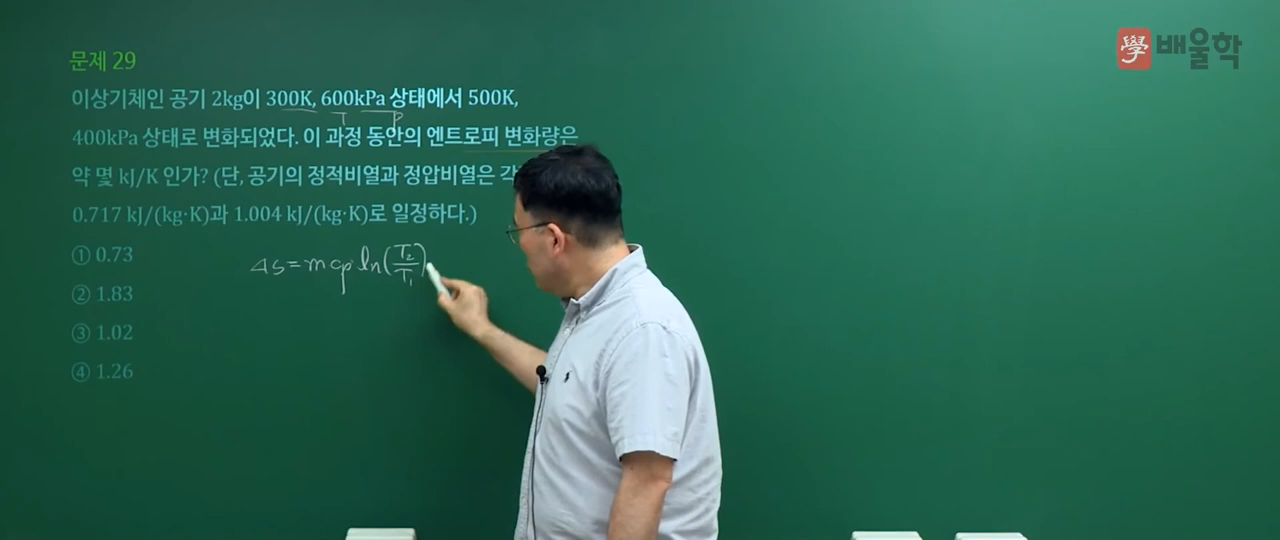 문제 29
이상기체인 공기 2kg이 300K, 600kPa 상태에서 500K,
400kPa 상태로 변화되었다. 이 과정 동안의 엔트로피 변화량은
약 몇 kJ/K 인가? (단, 공기의 정적비열과 정압비열은 각
0.717 kJ/(kg·K)과 1.004 kJ/(kg·K)로 일정하다.)
① 0.73
② 1.83
③ 1.02
④ 1.26
T P
ΔS = m Cp ln(T₂/T₁)
學 배울학